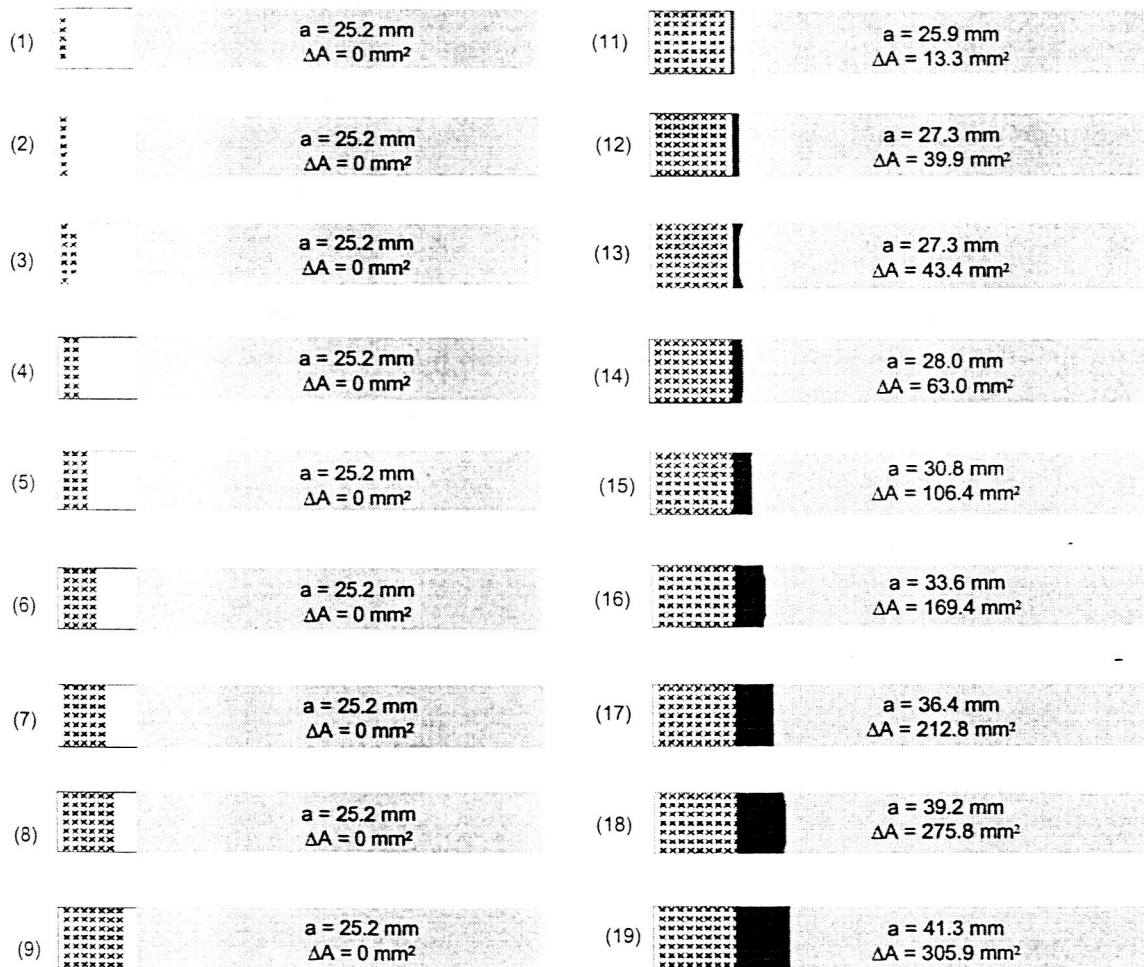 (1)
a = 25.2 mm
ΔA = 0 mm²
(2)
a = 25.2 mm
ΔA = 0 mm²
(3)
a = 25.2 mm
ΔA = 0 mm²
(4)
a = 25.2 mm
ΔA = 0 mm²
(5)
a = 25.2 mm
ΔA = 0 mm²
(6)
a = 25.2 mm
ΔA = 0 mm²
(7)
a = 25.2 mm
ΔA = 0 mm²
(8)
a = 25.2 mm
ΔA = 0 mm²
(9)
a = 25.2 mm
ΔA = 0 mm²
(11)
a = 25.9 mm
ΔA = 13.3 mm²
(12)
a = 27.3 mm
ΔA = 39.9 mm²
(13)
a = 27.3 mm
ΔA = 43.4 mm²
(14)
a = 28.0 mm
ΔA = 63.0 mm²
(15)
a = 30.8 mm
ΔA = 106.4 mm²
(16)
a = 33.6 mm
ΔA = 169.4 mm²
(17)
a = 36.4 mm
ΔA = 212.8 mm²
(18)
a = 39.2 mm
ΔA = 275.8 mm²
(19)
a = 41.3 mm
ΔA = 305.9 mm²